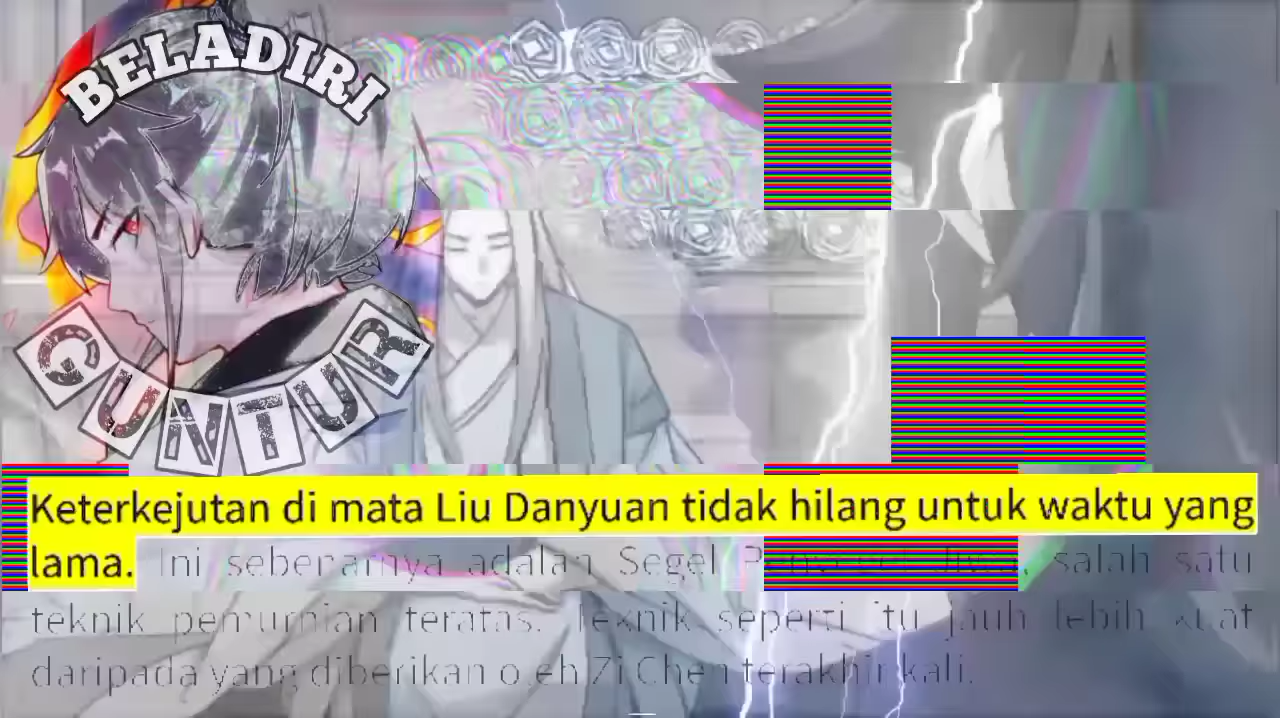 BELADIRI
GUNTUR
Keterkejutan di mata Liu Danyuan tidak hilang untuk waktu yang
lama. Ini sebenarnya adalah Segel Jiwa, salah satu
teknik pemurnian teratas. Teknik seperti itu jauh lebih kuat
daripada yang diberikan oleh Zi Chen terakhir kali.